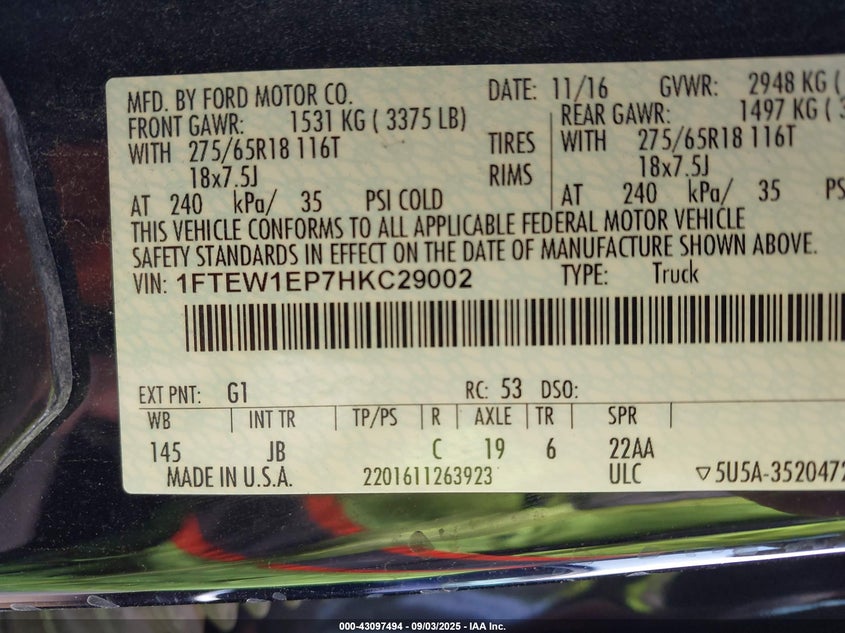 MFD. BY FORD MOTOR CO. DATE: 11/16 GVWR: 2948 KG (
FRONT GAWR: 1531 KG ( 3375 LB) REAR GAWR: 1497 KG ( 3
WITH 275/65R18 116T TIRES WITH 275/65R18 116T
18x7.5J RIMS 18x7.5J
AT 240 kPa/ 35 PSI COLD AT 240 kPa/ 35 PS
THIS VEHICLE CONFORMS TO ALL APPLICABLE FEDERAL MOTOR VEHICLE
SAFETY STANDARDS IN EFFECT ON THE DATE OF MANUFACTURE SHOWN ABOVE.
VIN: 1FTEW1EP7HKC29002 TYPE: Truck
EXT PNT: G1 RC: 53 DSO:
WB INT TR TP/PS R AXLE TR SPR
145 JB C 19 6 22AA
MADE IN U.S.A. 2201611263923 ULC ▽5U5A-3520472
000-43097494 - 09/03/2025 - IAA Inc.